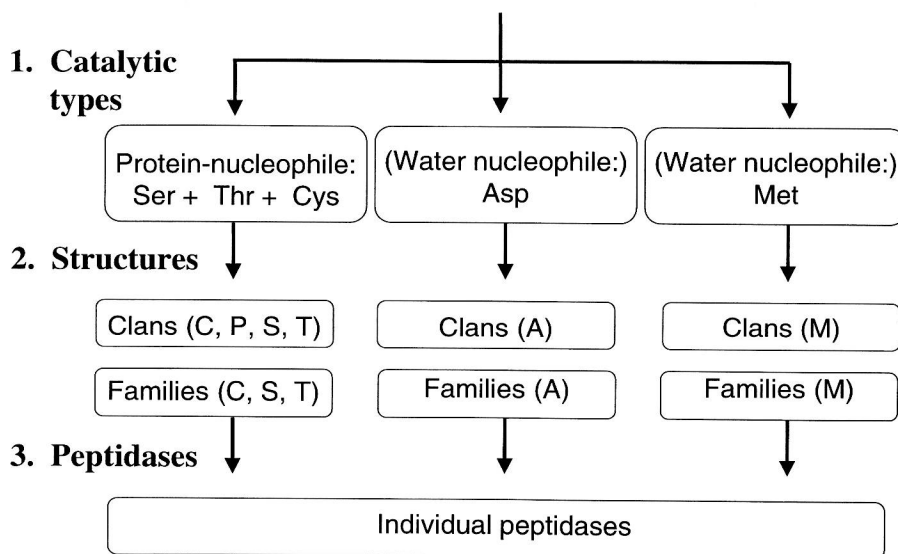 1. Catalytic
types
Protein-nucleophile:
Ser + Thr + Cys
(Water nucleophile:)
Asp
(Water nucleophile:)
Met
2. Structures
Clans (C, P, S, T)
Clans (A)
Clans (M)
Families (C, S, T)
Families (A)
Families (M)
3. Peptidases
Individual peptidases